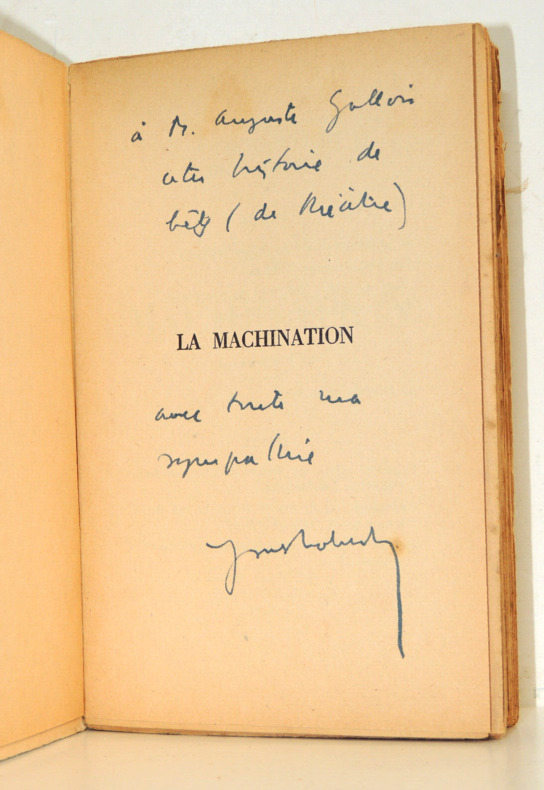 à M. Auguste Gallois
cette histoire de
bêtes (de théâtre)
LA MACHINATION
avec toute ma
sympathie